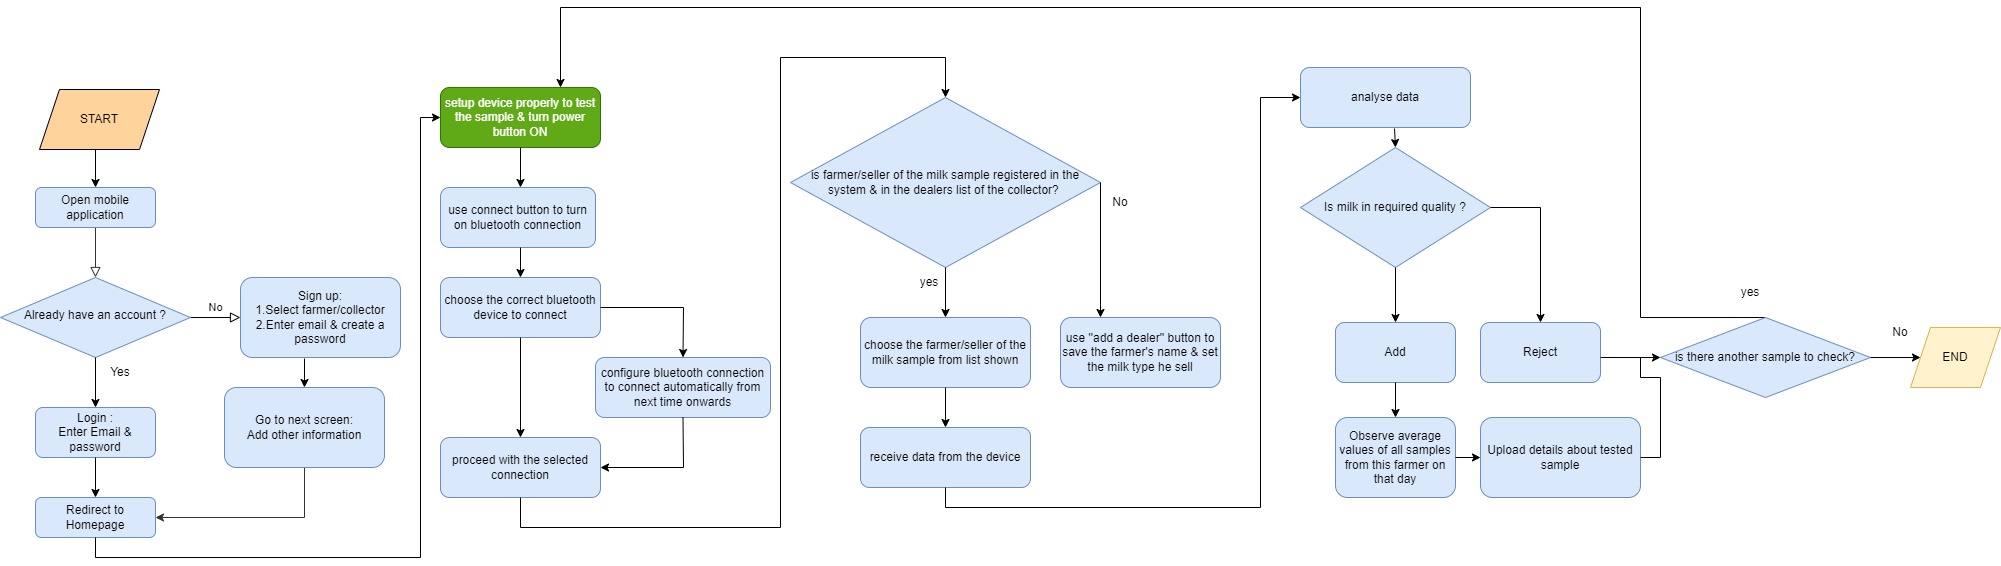 START
Open mobile
application
Already have an account ?
No
Yes
Sign up:
1.Select farmer/collector
2.Enter email & create a
password
Go to next screen:
Add other information
Login :
Enter Email &
password
Redirect to
Homepage
setup device properly to test
the sample & turn power
button ON
use connect button to turn
on bluetooth connection
choose the correct bluetooth
device to connect
configure bluetooth connection
to connect automatically from
next time onwards
proceed with the selected
connection
is farmer/seller of the milk sample registered in the
system & in the dealers list of the collector?
No
yes
choose the farmer/seller of the
milk sample from list shown
use "add a dealer" button to
save the farmer's name & set
the milk type he sell
receive data from the device
analyse data
Is milk in required quality ?
Add
Reject
Observe average
values of all samples
from this farmer on
that day
Upload details about tested
sample
yes
is there another sample to check?
No
END